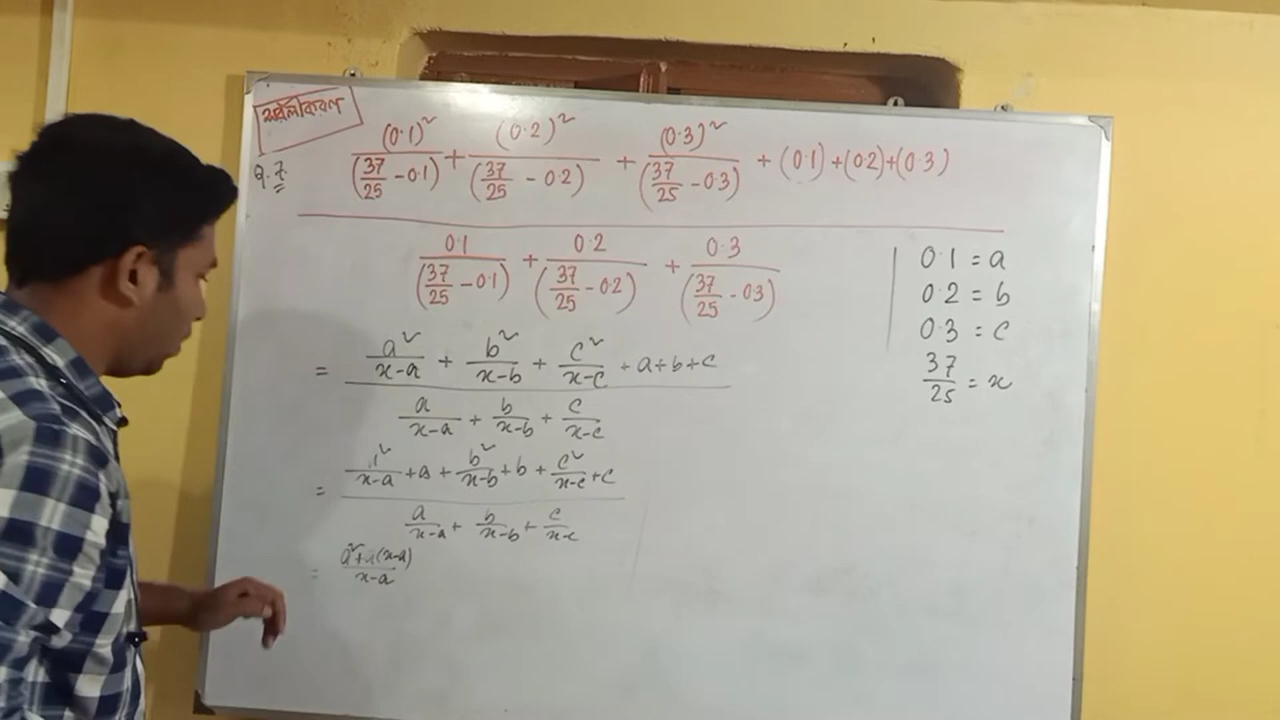 সরলীকরণ
Q.7. ((0.1)²/(37/25 - 0.1) + (0.2)²/(37/25 - 0.2) + (0.3)²/(37/25 - 0.3) + (0.1)+(0.2)+(0.3))
/ (0.1/(37/25 - 0.1) + 0.2/(37/25 - 0.2) + 0.3/(37/25 - 0.3))
0.1 = a
0.2 = b
0.3 = c
37/25 = x
= (a²/(x-a) + b²/(x-b) + c²/(x-c) + a+b+c)
/ (a/(x-a) + b/(x-b) + c/(x-c))
= (a²/(x-a) + a + b²/(x-b) + b + c²/(x-c) + c)
/ (a/(x-a) + b/(x-b) + c/(x-c))
= (a²+a(x-a))/(x-a)